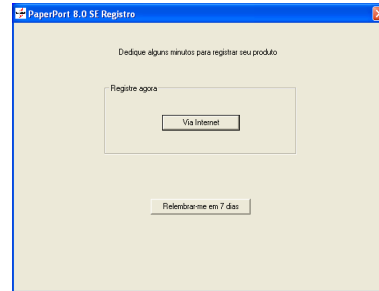 PaperPort 8.0 SE Registro
Dedique alguns minutos para registrar seu produto
Registre agora
Via Internet
Relembrar-me em 7 dias